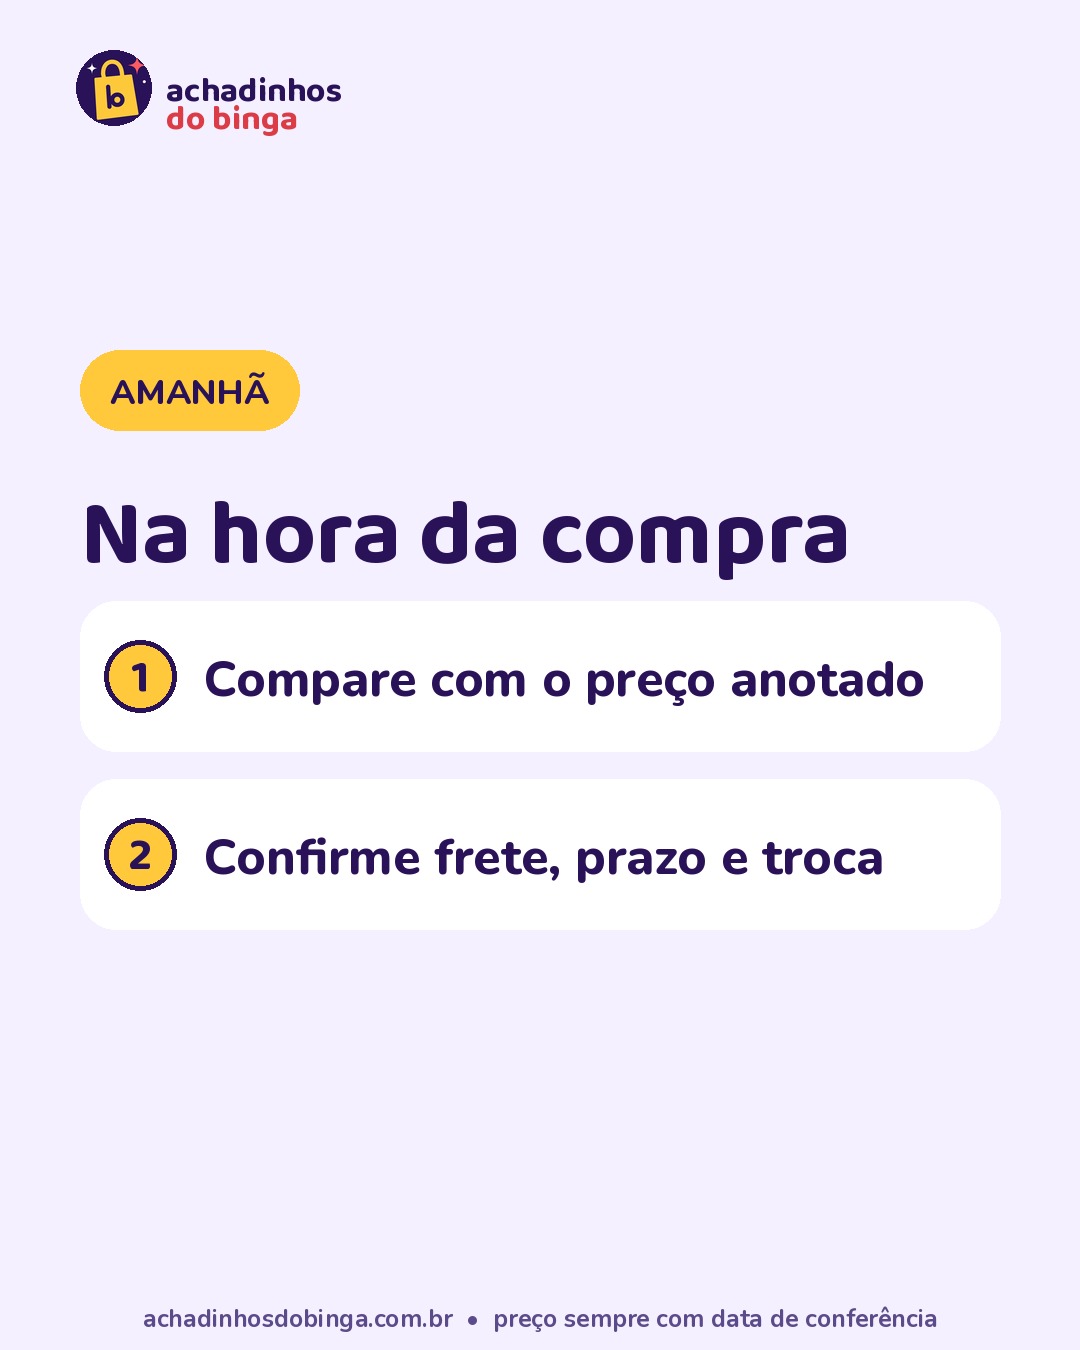 b
achadinhos
do binga
AMANHÃ
Na hora da compra
1 Compare com o preço anotado
2 Confirme frete, prazo e troca
achadinhosdobinga.com.br • preço sempre com data de conferência